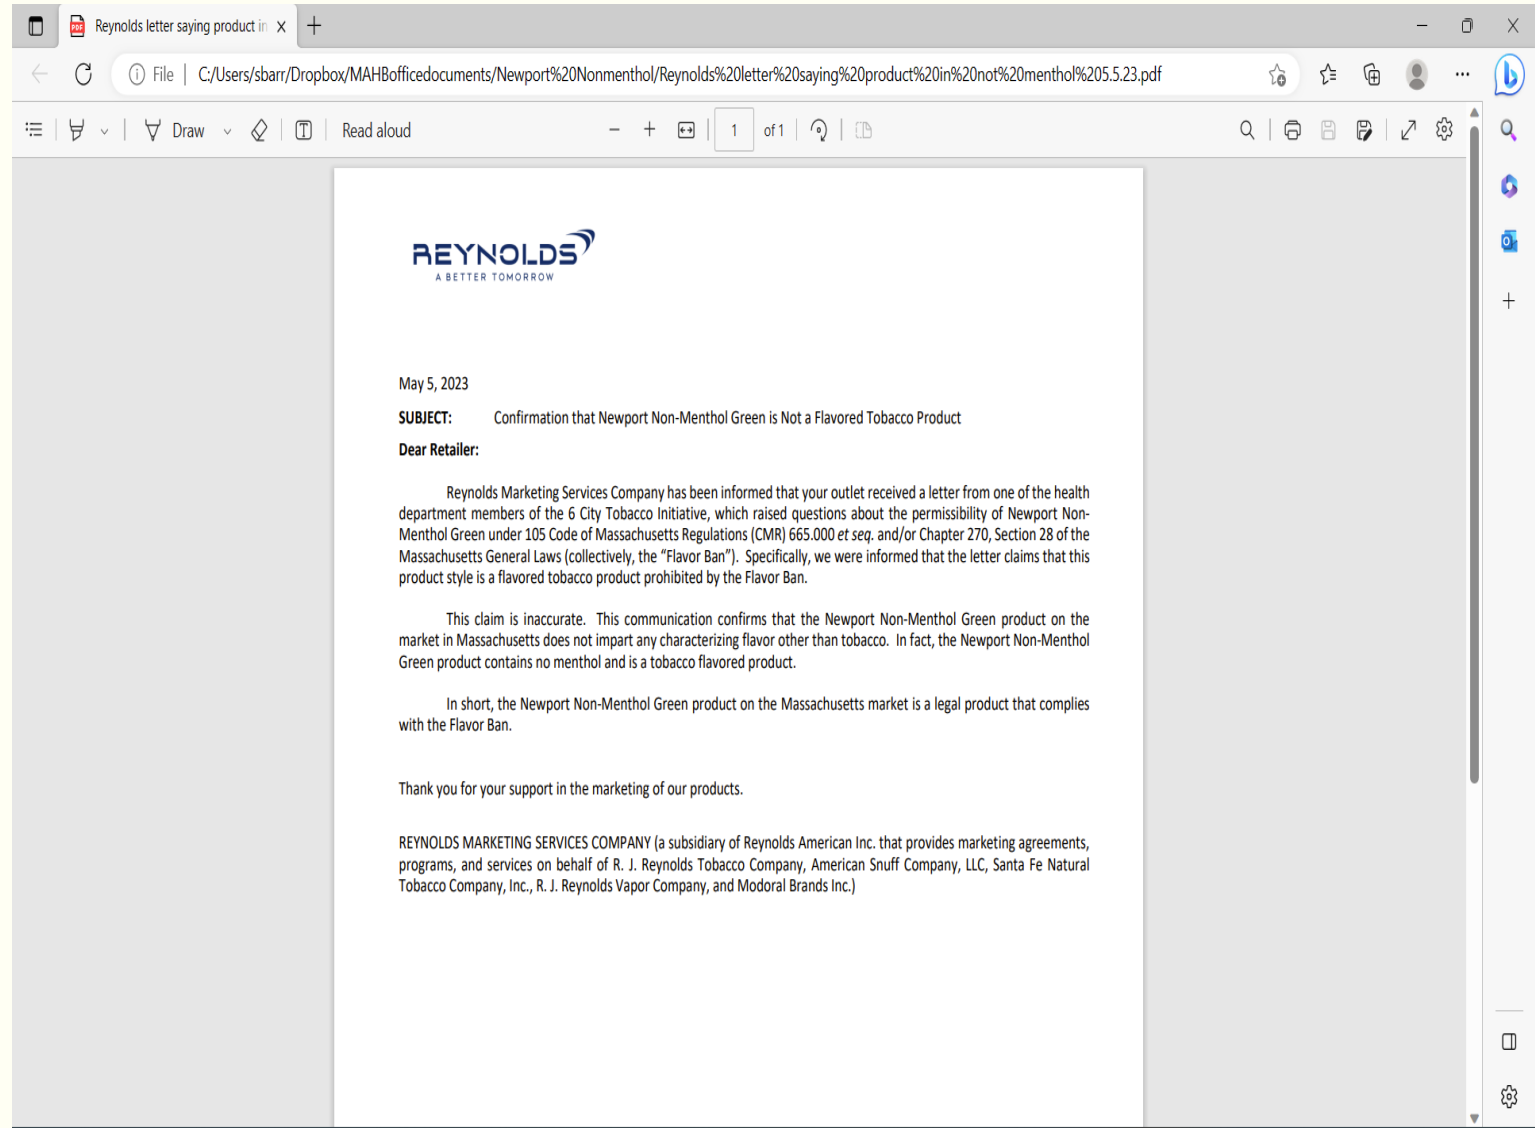 Reynolds letter saying product in
File | C:/Users/sbarr/Dropbox/MAHBofficedocuments/Newport%20Nonmenthol/Reynolds%20letter%20saying%20product%20in%20not%20menthol%205.5.23.pdf
Draw
Read aloud
1 of 1
REYNOLDS
A BETTER TOMORROW
May 5, 2023
SUBJECT: Confirmation that Newport Non-Menthol Green is Not a Flavored Tobacco Product
Dear Retailer:
Reynolds Marketing Services Company has been informed that your outlet received a letter from one of the health
department members of the 6 City Tobacco Initiative, which raised questions about the permissibility of Newport Non-
Menthol Green under 105 Code of Massachusetts Regulations (CMR) 665.000 et seq. and/or Chapter 270, Section 28 of the
Massachusetts General Laws (collectively, the “Flavor Ban”). Specifically, we were informed that the letter claims that this
product style is a flavored tobacco product prohibited by the Flavor Ban.
This claim is inaccurate. This communication confirms that the Newport Non-Menthol Green product on the
market in Massachusetts does not impart any characterizing flavor other than tobacco. In fact, the Newport Non-Menthol
Green product contains no menthol and is a tobacco flavored product.
In short, the Newport Non-Menthol Green product on the Massachusetts market is a legal product that complies
with the Flavor Ban.
Thank you for your support in the marketing of our products.
REYNOLDS MARKETING SERVICES COMPANY (a subsidiary of Reynolds American Inc. that provides marketing agreements,
programs, and services on behalf of R. J. Reynolds Tobacco Company, American Snuff Company, LLC, Santa Fe Natural
Tobacco Company, Inc., R. J. Reynolds Vapor Company, and Modoral Brands Inc.)